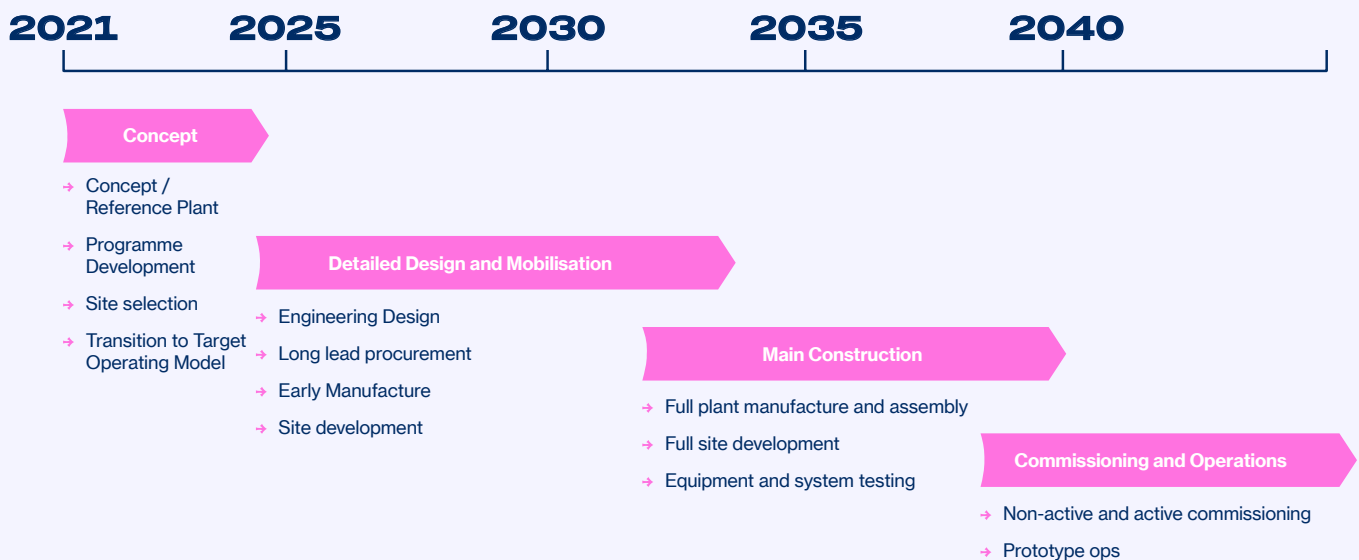 2021 2025 2030 2035 2040
Concept
Concept /
Reference Plant
Programme
Development
Site selection
Transition to Target
Operating Model
Detailed Design and Mobilisation
Engineering Design
Long lead procurement
Early Manufacture
Site development
Main Construction
Full plant manufacture and assembly
Full site development
Equipment and system testing
Commissioning and Operations
Non-active and active commissioning
Prototype ops